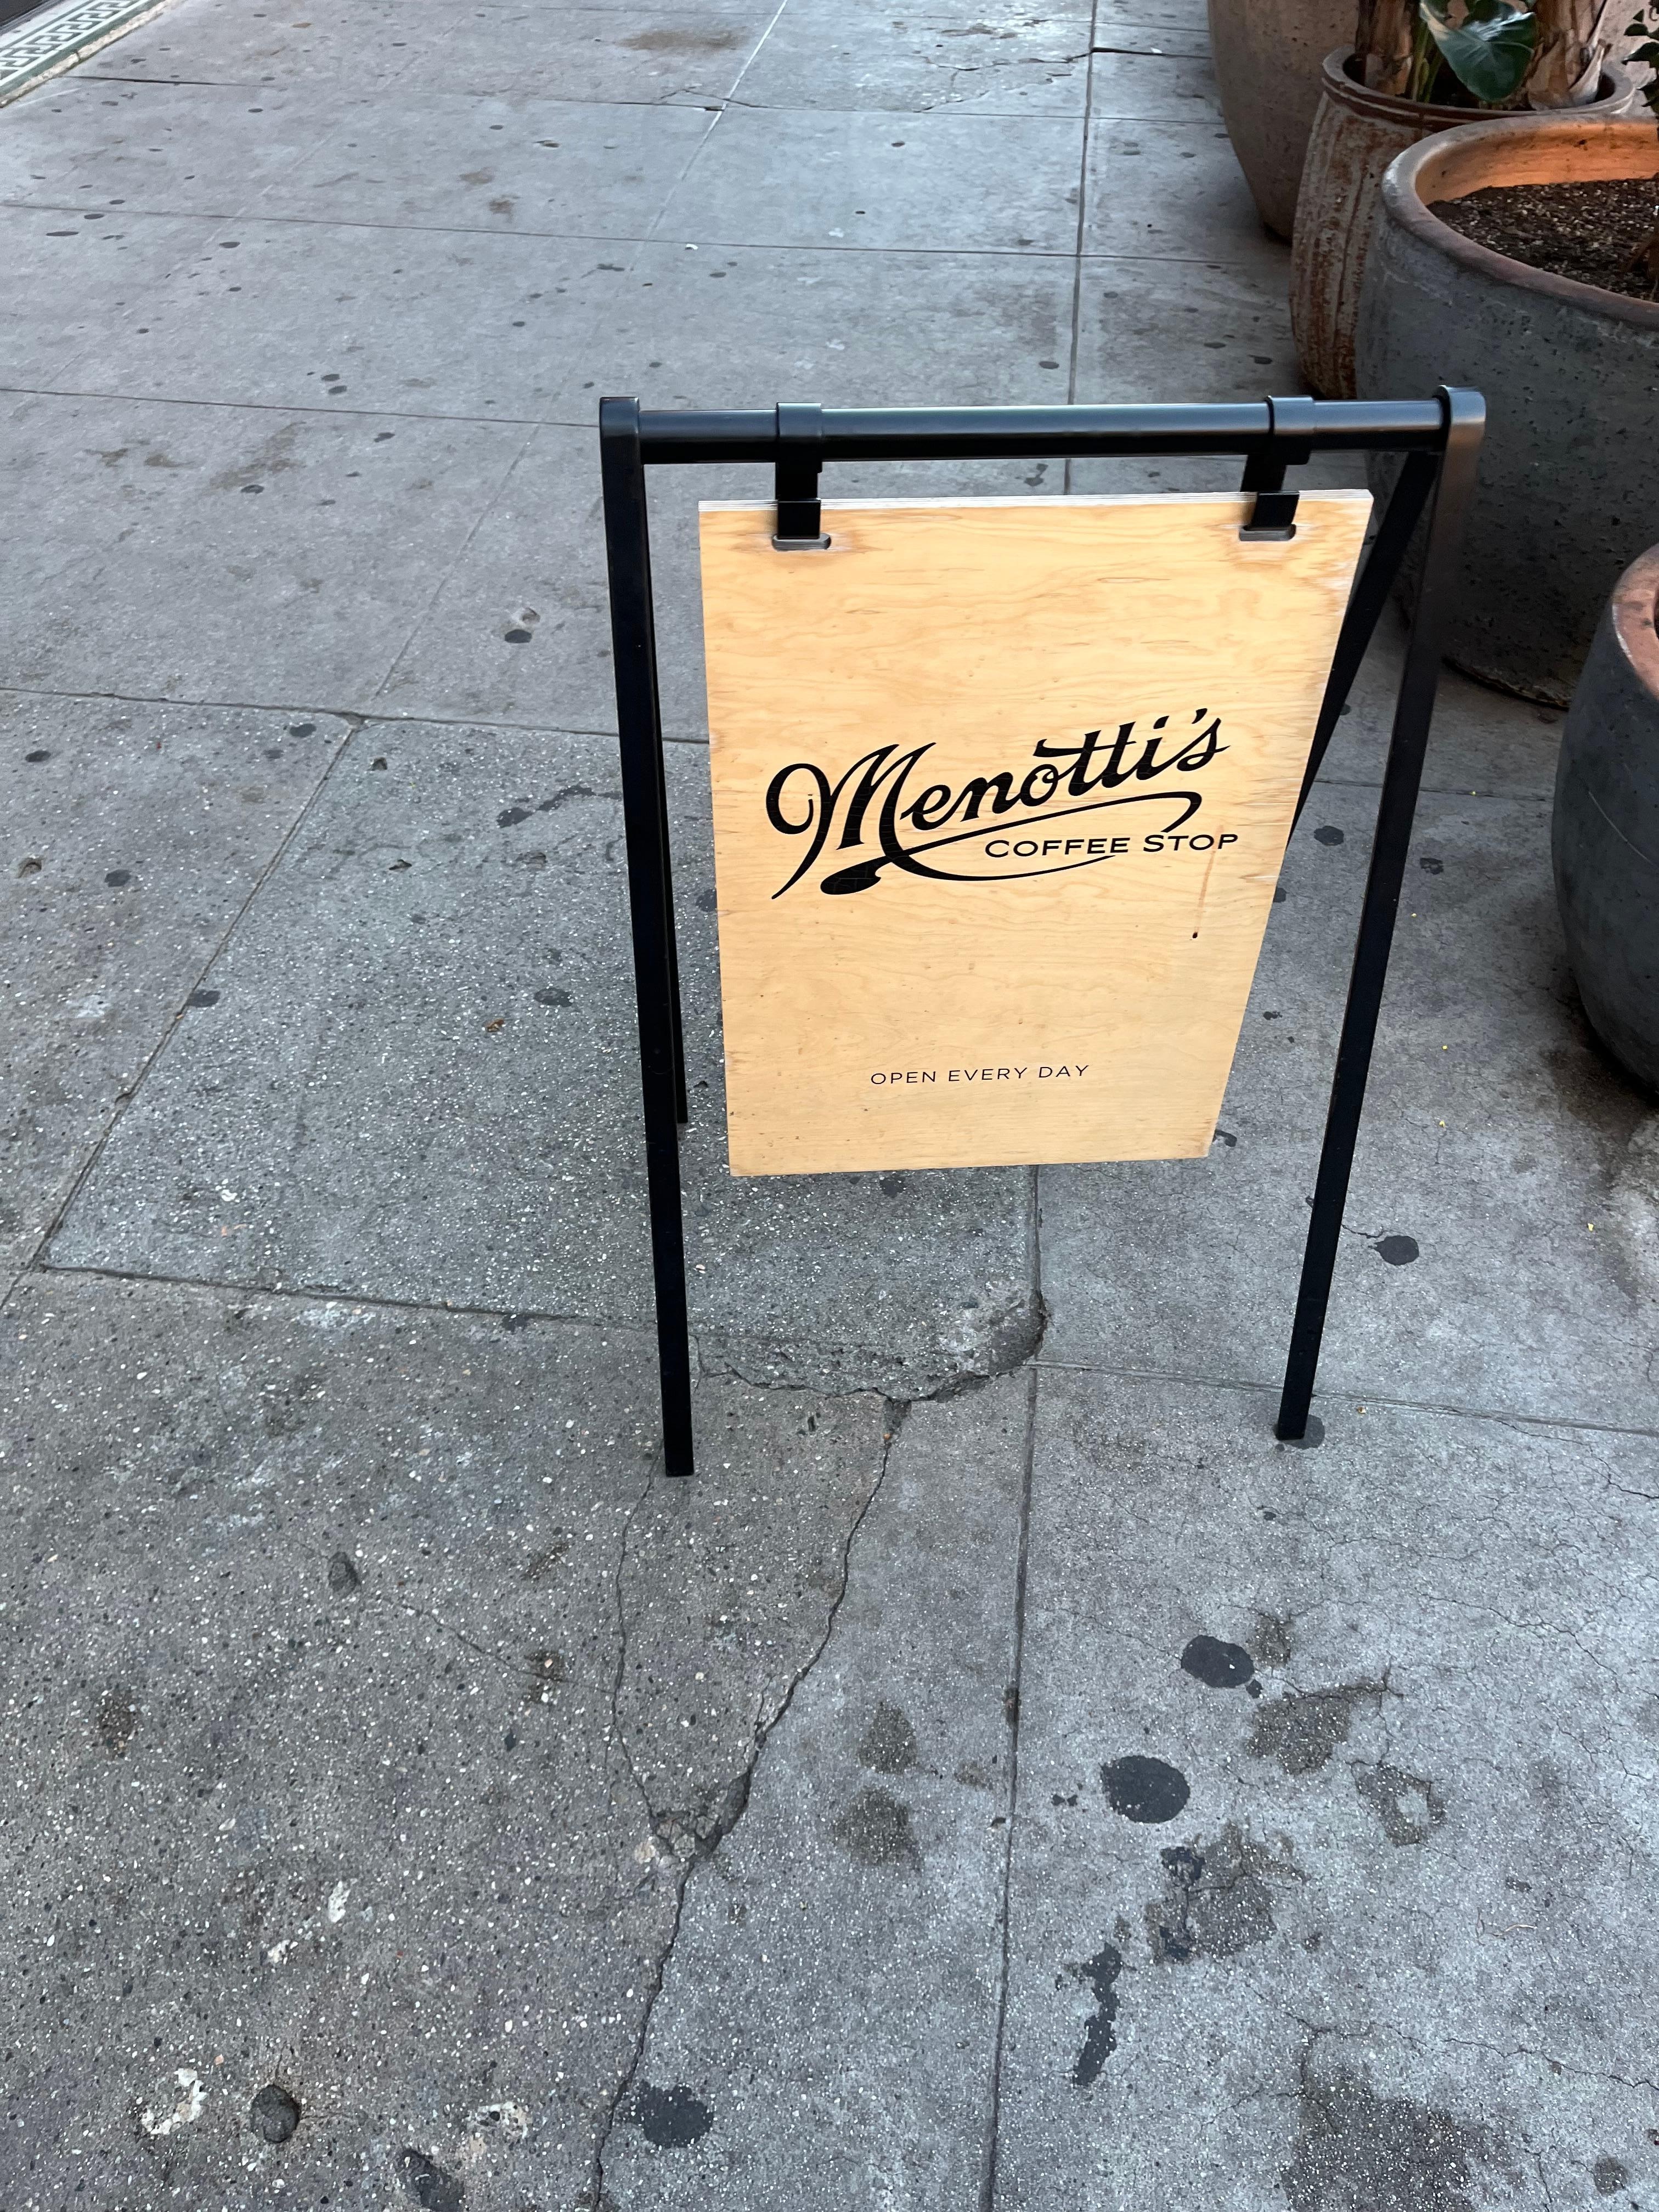 Menotti's
COFFEE STOP
OPEN EVERY DAY